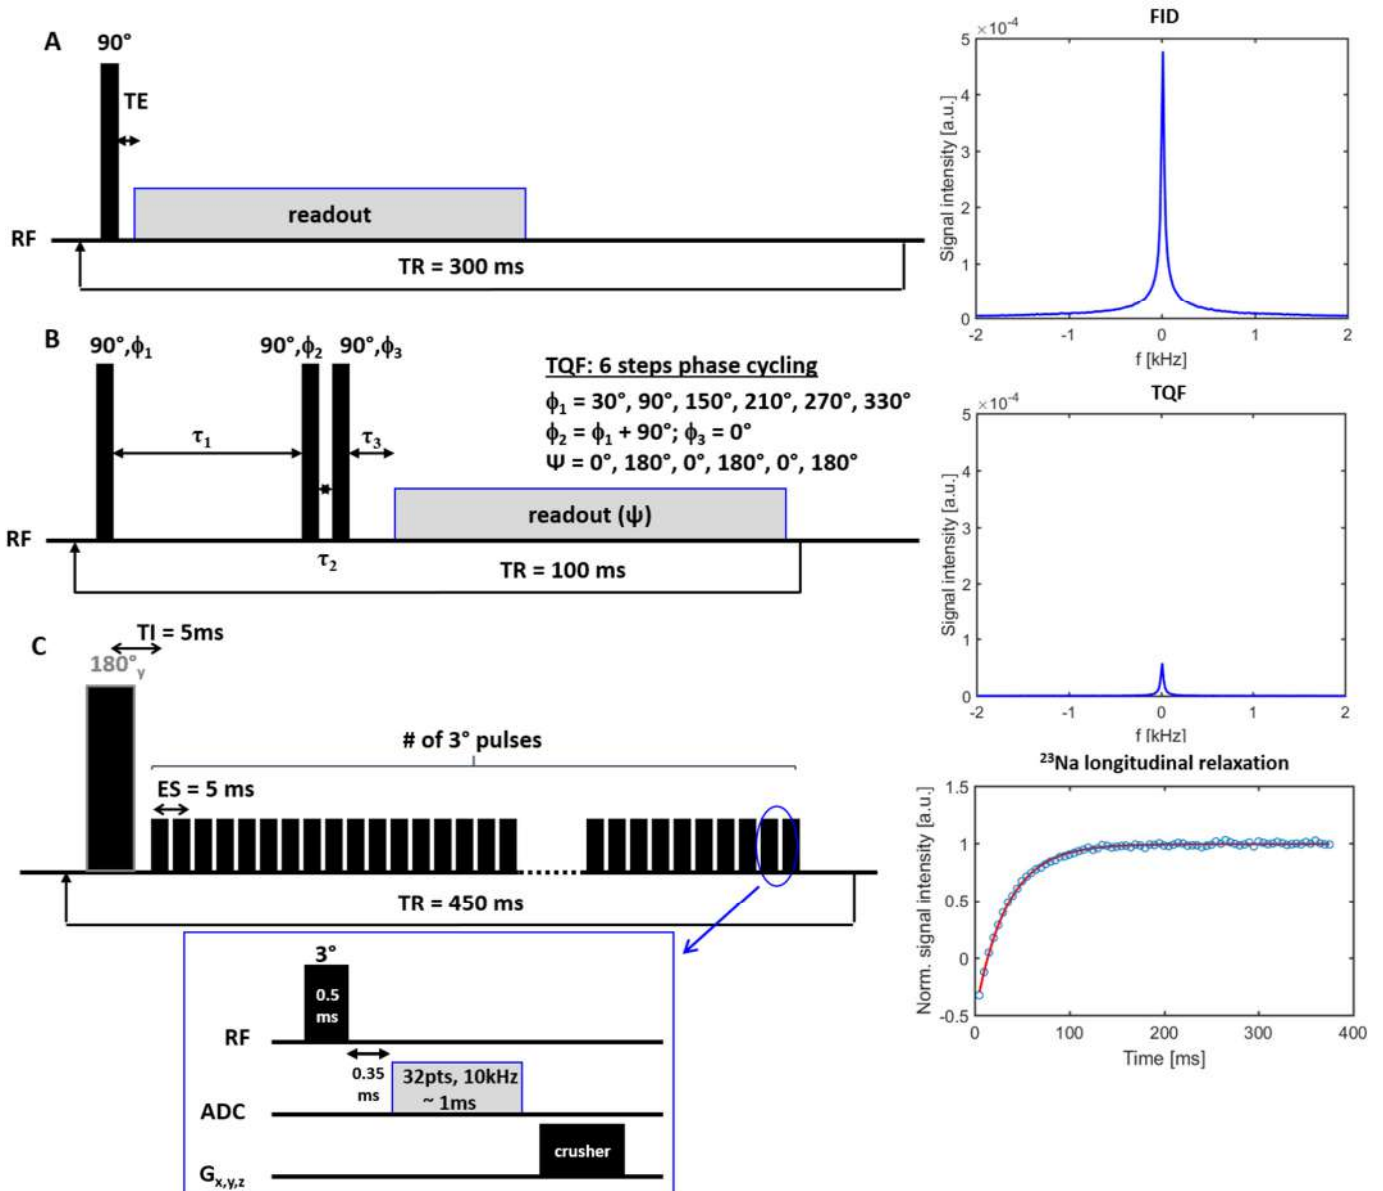 A
90°
TE
readout
RF
TR = 300 ms
FID
×10⁻⁴
5
4
3
2
1
0
-2
-1
0
1
2
Signal intensity [a.u.]
f [kHz]
B
90°,ϕ₁
90°,ϕ₂
90°,ϕ₃
τ₁
τ₃
τ₂
TQF: 6 steps phase cycling
ϕ₁ = 30°, 90°, 150°, 210°, 270°, 330°
ϕ₂ = ϕ₁ + 90°; ϕ₃ = 0°
Ψ = 0°, 180°, 0°, 180°, 0°, 180°
readout (ψ)
RF
TR = 100 ms
TQF
×10⁻⁴
5
4
3
2
1
0
-2
-1
0
1
2
Signal intensity [a.u.]
f [kHz]
C
TI = 5ms
180°y
# of 3° pulses
ES = 5 ms
TR = 450 ms
3°
0.5
ms
RF
0.35
ms
32pts, 10kHz
~ 1ms
ADC
crusher
Gx,y,z
²³Na longitudinal relaxation
1.5
1
0.5
0
-0.5
0
100
200
300
400
Norm. signal intensity [a.u.]
Time [ms]